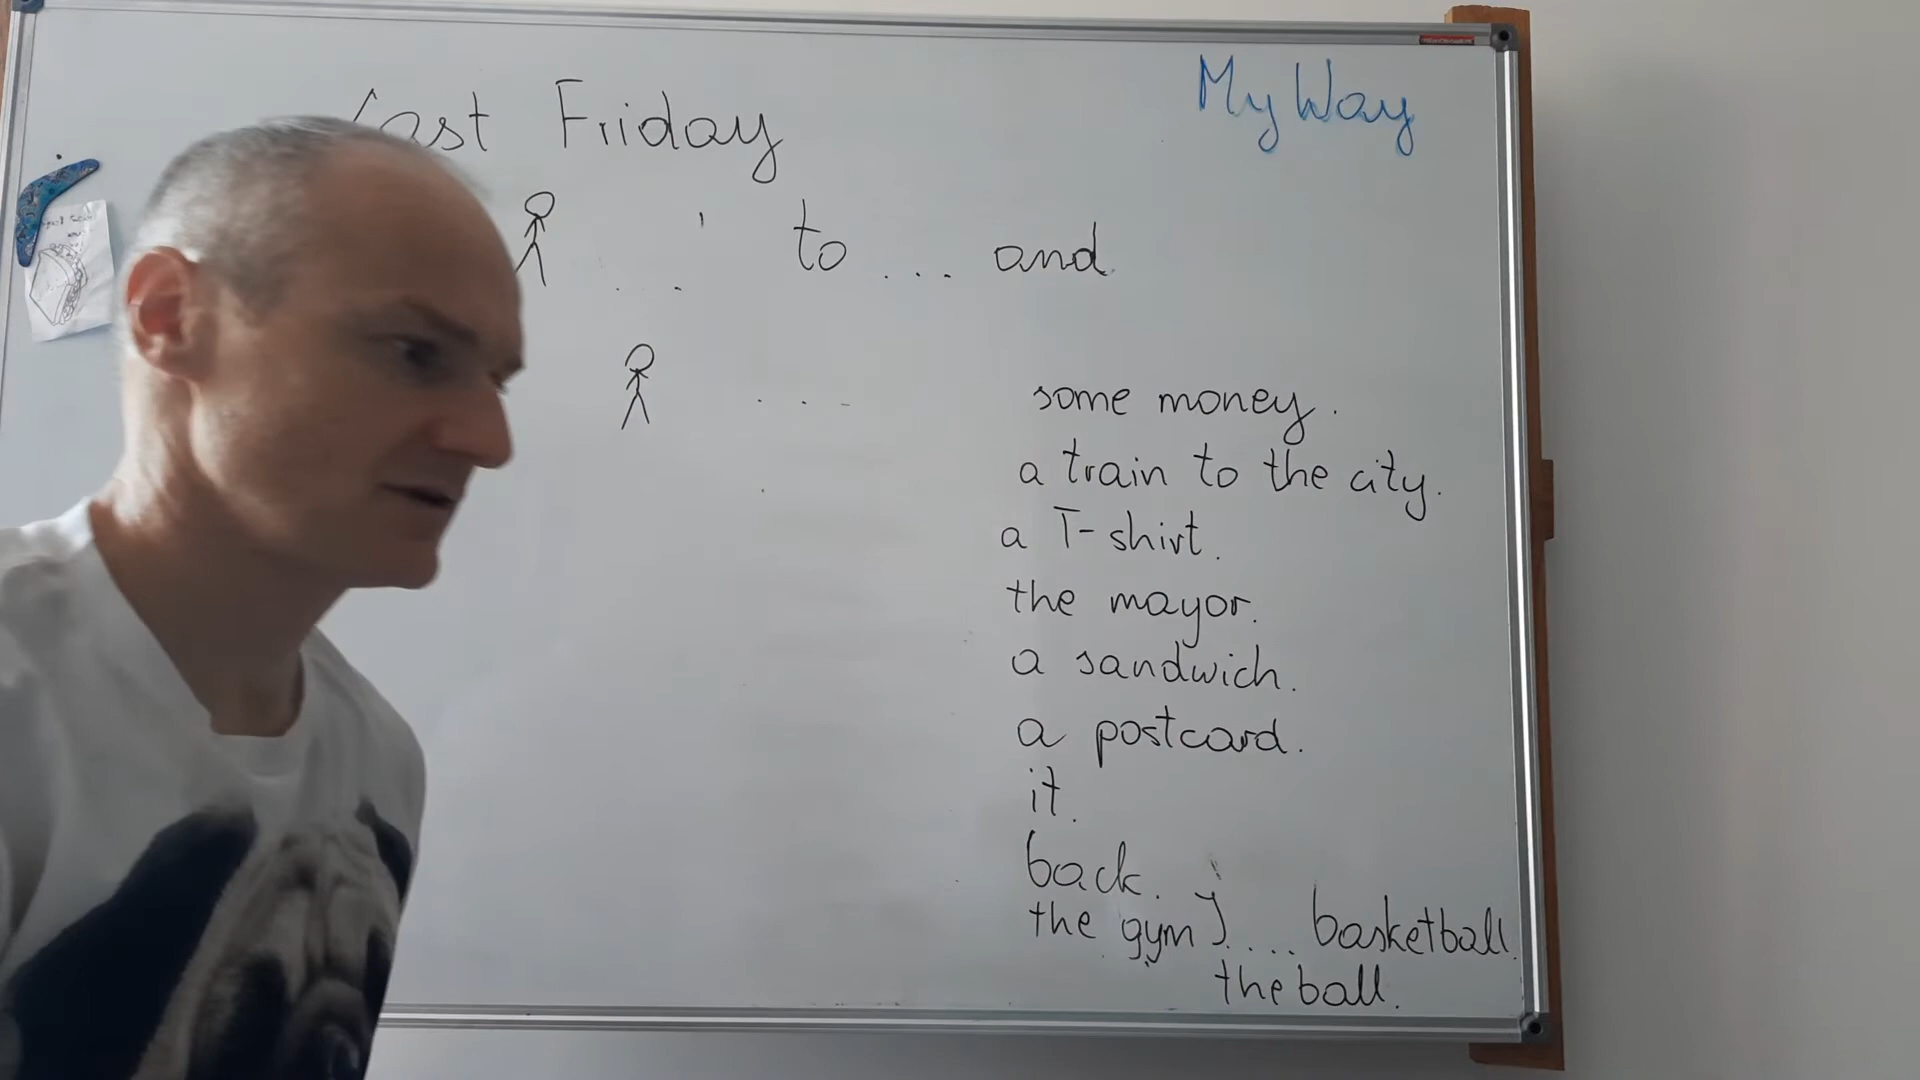 Last Friday
My Way
to ... and
...
some money.
a train to the city.
a T-shirt.
the mayor.
a sandwich.
a postcard.
it.
back.
the gym .... basketball.
the ball.